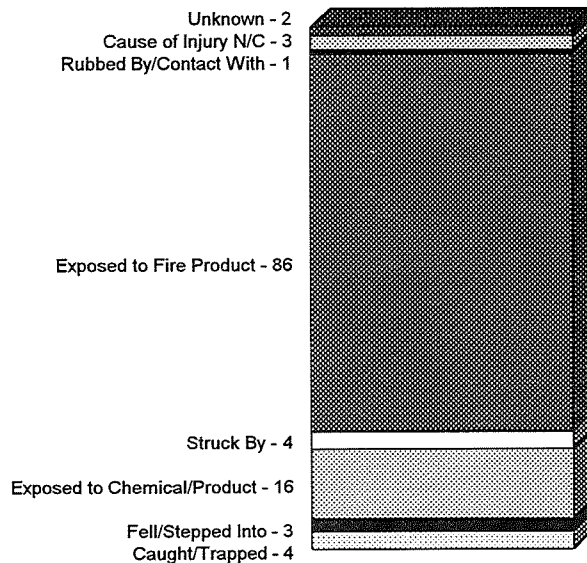 Unknown - 2
Cause of Injury N/C - 3
Rubbed By/Contact With - 1
Exposed to Fire Product - 86
Struck By - 4
Exposed to Chemical/Product - 16
Fell/Stepped Into - 3
Caught/Trapped - 4